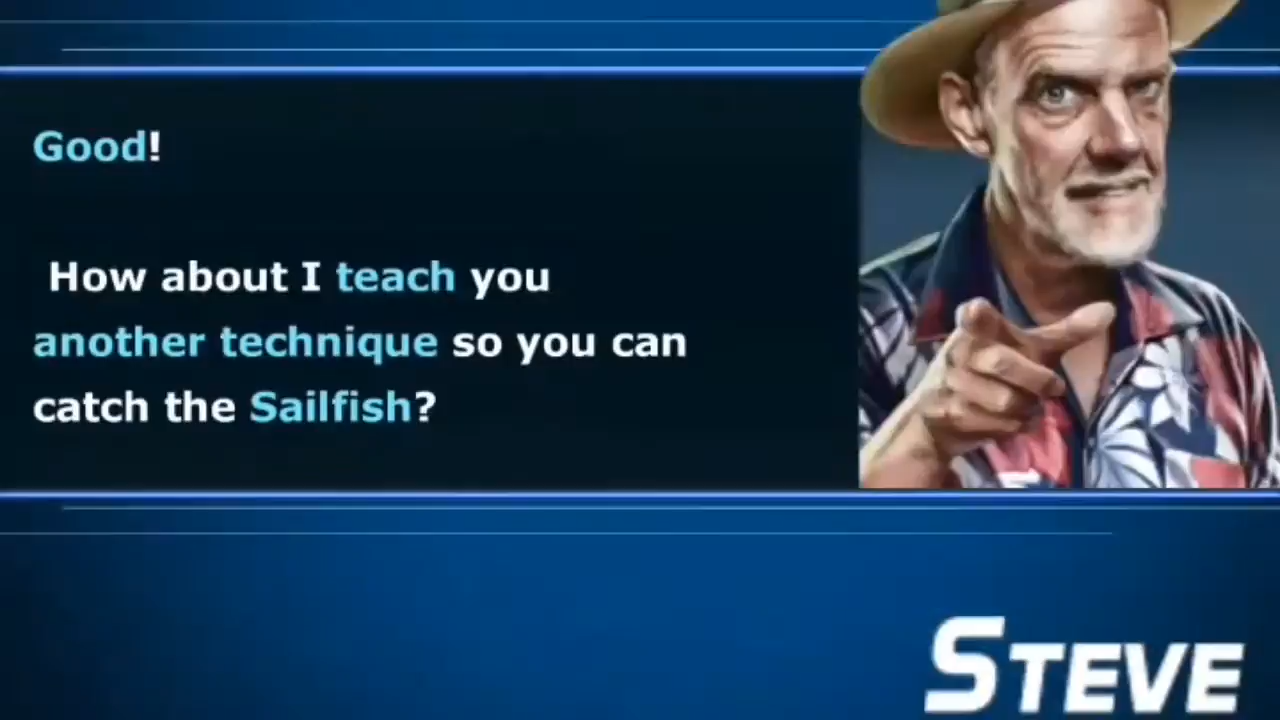 Good!
How about I teach you
another technique so you can
catch the Sailfish?
STEVE